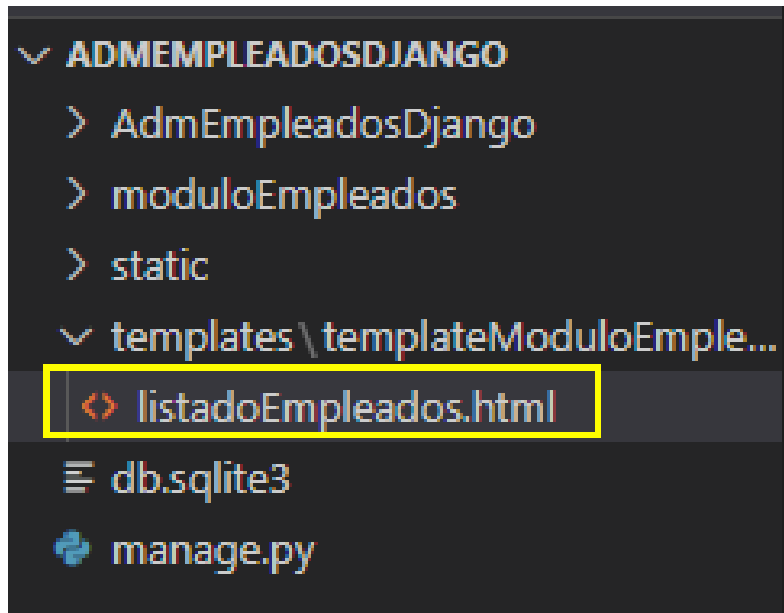 ADMEMPLEADOSDJANGO
AdmEmpleadosDjango
moduloEmpleados
static
templates\templateModuloEmple...
<> listadoEmpleados.html
db.sqlite3
manage.py